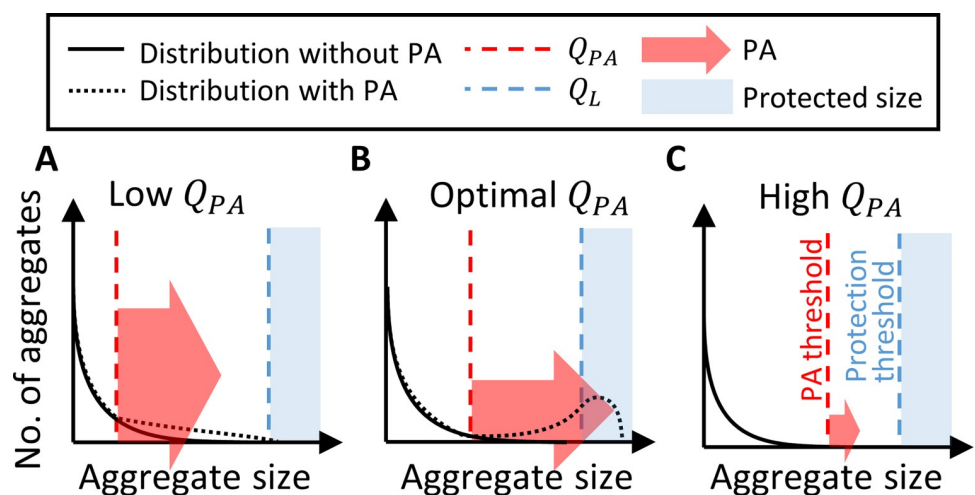 Distribution without PA
Q_PA
PA
Distribution with PA
Q_L
Protected size
A
Low Q_PA
B
Optimal Q_PA
C
High Q_PA
No. of aggregates
PA threshold
Protection
threshold
Aggregate size
Aggregate size
Aggregate size